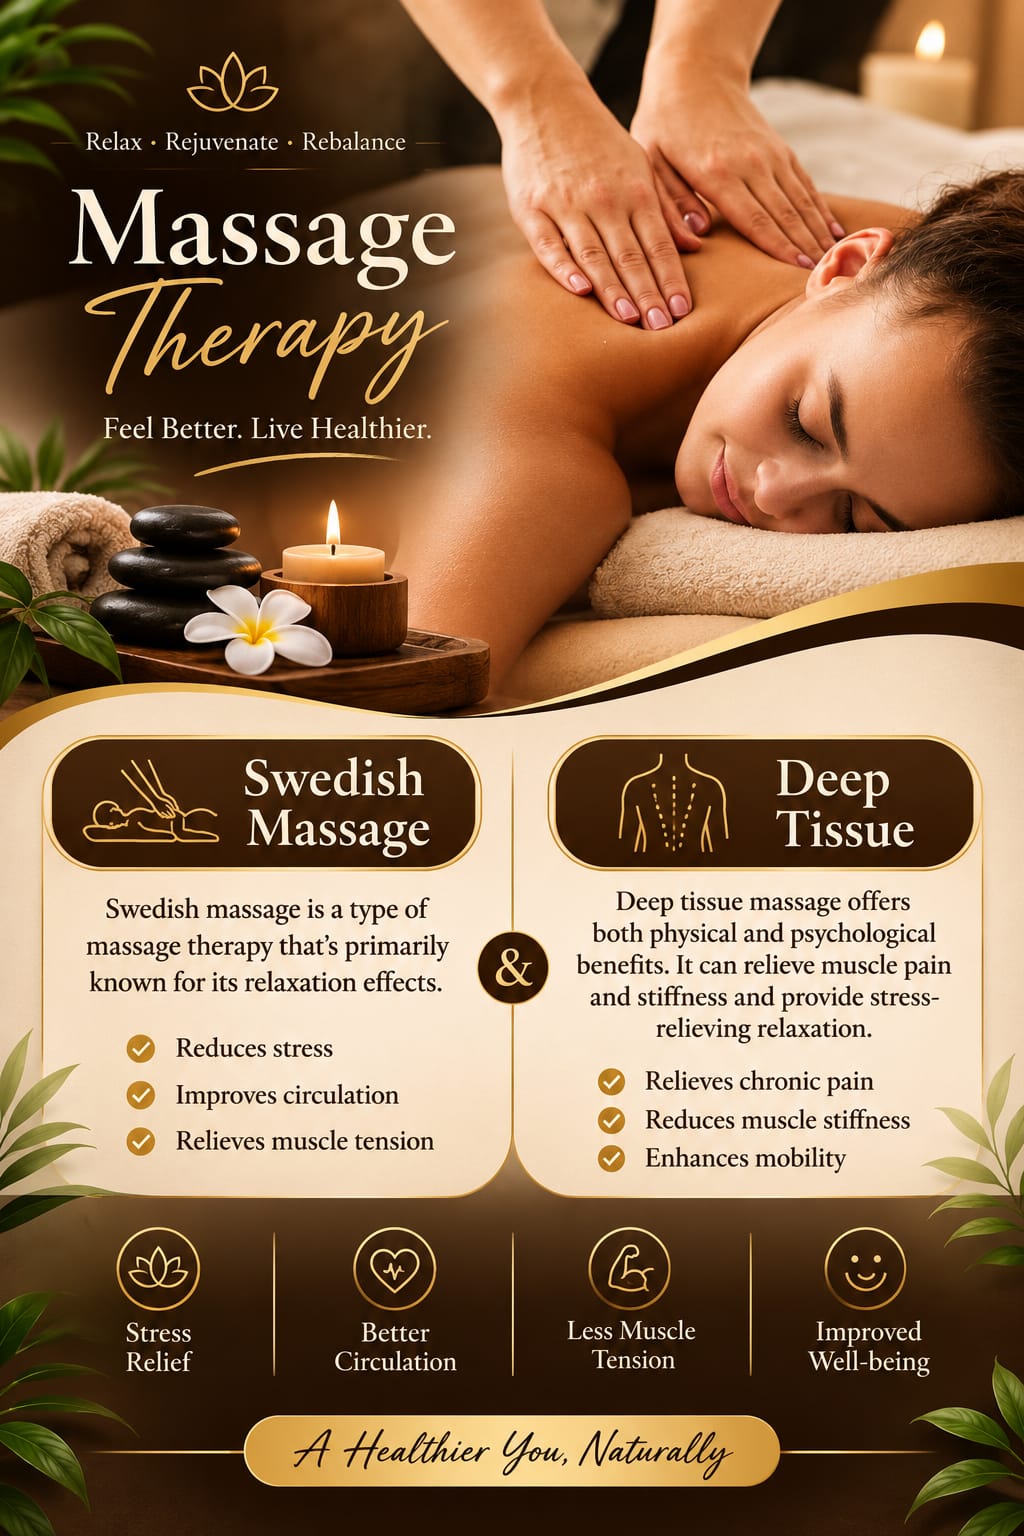 Relax • Rejuvenate • Rebalance
Massage
Therapy
Feel Better. Live Healthier.
Swedish
Massage
Swedish massage is a type of
massage therapy that's primarily
known for its relaxation effects.
Reduces stress
Improves circulation
Relieves muscle tension
&
Deep
Tissue
Deep tissue massage offers
both physical and psychological
benefits. It can relieve muscle pain
and stiffness and provide stress-
relieving relaxation.
Relieves chronic pain
Reduces muscle stiffness
Enhances mobility
Stress
Relief
Better
Circulation
Less Muscle
Tension
Improved
Well-being
A Healthier You, Naturally